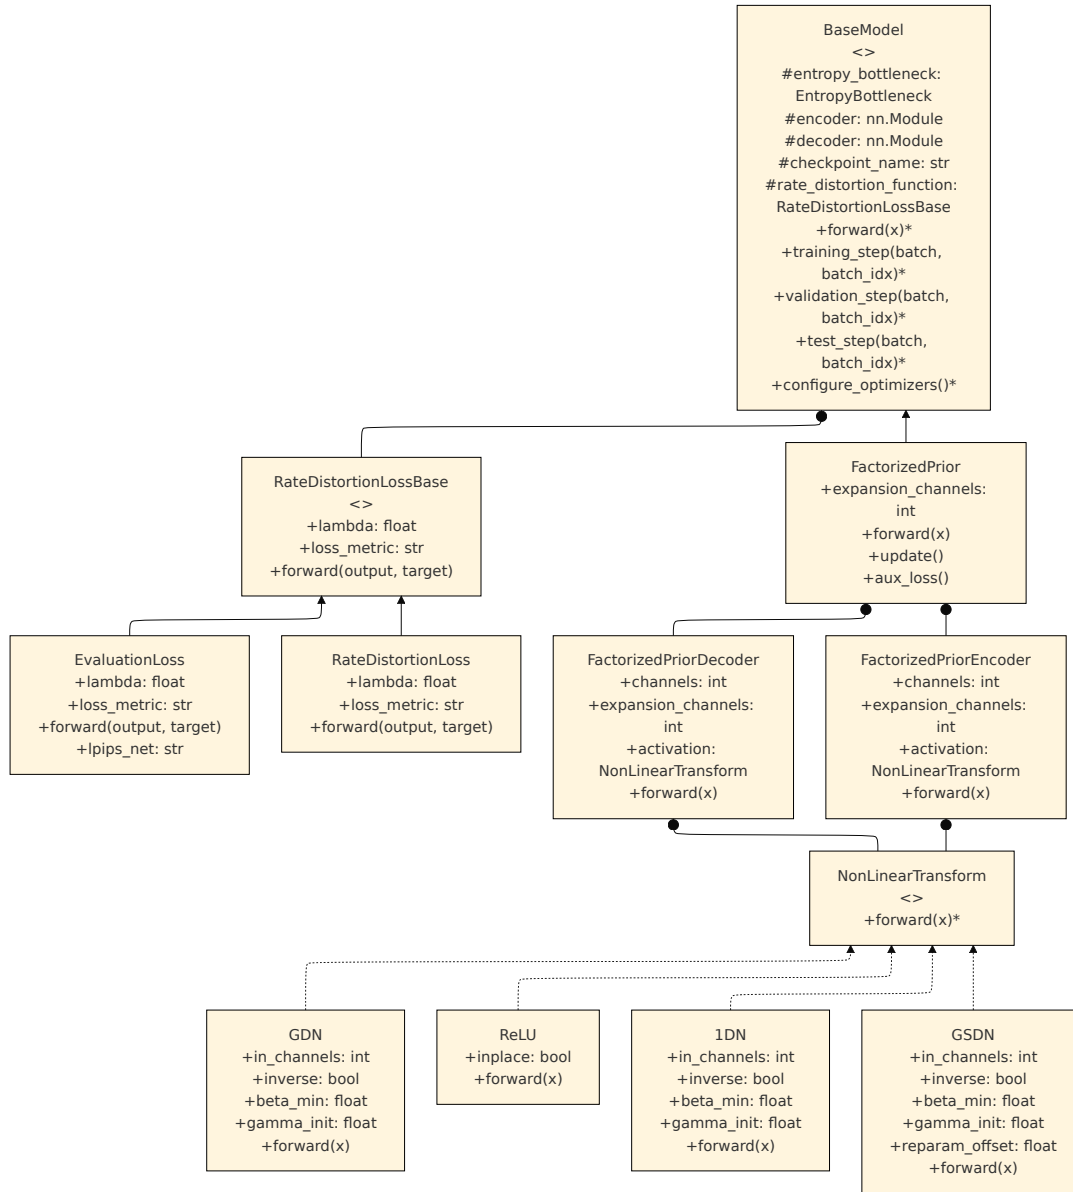 BaseModel
<>
#entropy_bottleneck:
EntropyBottleneck
#encoder: nn.Module
#decoder: nn.Module
#checkpoint_name: str
#rate_distortion_function:
RateDistortionLossBase
+forward(x)*
+training_step(batch,
batch_idx)*
+validation_step(batch,
batch_idx)*
+test_step(batch,
batch_idx)*
+configure_optimizers()*
RateDistortionLossBase
<>
+lambda: float
+loss_metric: str
+forward(output, target)
FactorizedPrior
+expansion_channels:
int
+forward(x)
+update()
+aux_loss()
EvaluationLoss
+lambda: float
+loss_metric: str
+forward(output, target)
+lpips_net: str
RateDistortionLoss
+lambda: float
+loss_metric: str
+forward(output, target)
FactorizedPriorDecoder
+channels: int
+expansion_channels:
int
+activation:
NonLinearTransform
+forward(x)
FactorizedPriorEncoder
+channels: int
+expansion_channels:
int
+activation:
NonLinearTransform
+forward(x)
NonLinearTransform
<>
+forward(x)*
GDN
+in_channels: int
+inverse: bool
+beta_min: float
+gamma_init: float
+forward(x)
ReLU
+inplace: bool
+forward(x)
1DN
+in_channels: int
+inverse: bool
+beta_min: float
+gamma_init: float
+forward(x)
GSDN
+in_channels: int
+inverse: bool
+beta_min: float
+gamma_init: float
+reparam_offset: float
+forward(x)